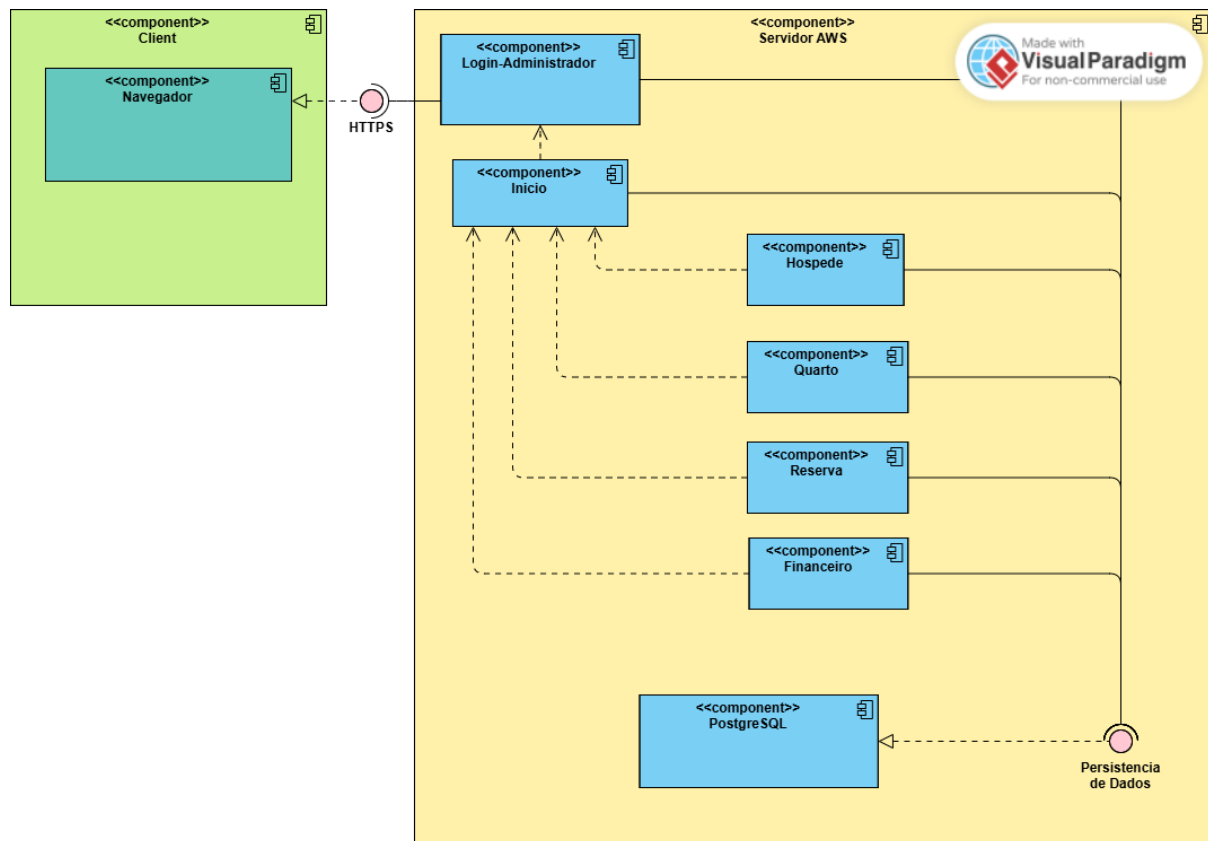 <<component>>
Client
<<component>>
Navegador
HTTPS
<<component>>
Servidor AWS
<<component>>
Login-Administrador
Made with
Visual Paradigm
For non-commercial use
<<component>>
Inicio
<<component>>
Hospede
<<component>>
Quarto
<<component>>
Reserva
<<component>>
Financeiro
<<component>>
PostgreSQL
Persistencia
de Dados